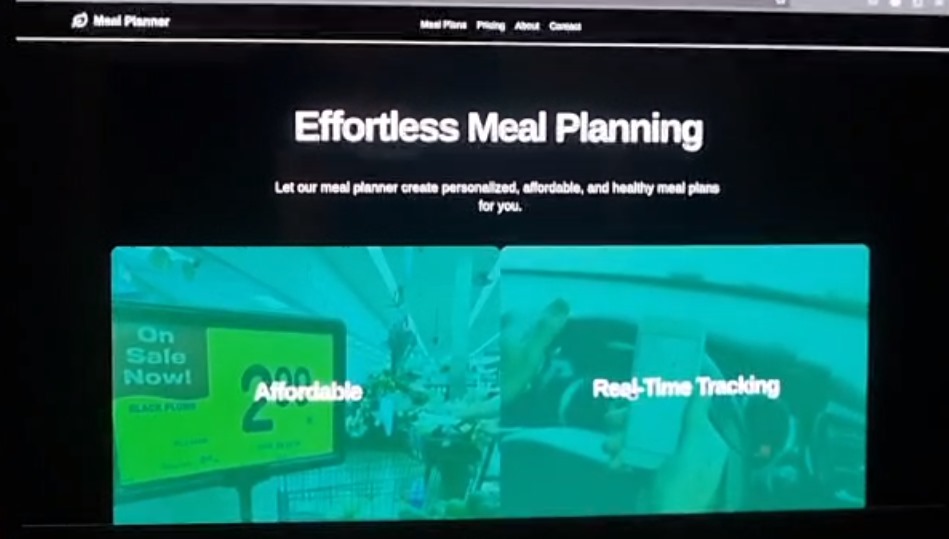 Meal Planner
Meal Plans Pricing About Contact
Effortless Meal Planning
Let our meal planner create personalized, affordable, and healthy meal plans
for you.
On
Sale
Now!
2
Affordable
BLACK PLUMS
Real-Time Tracking